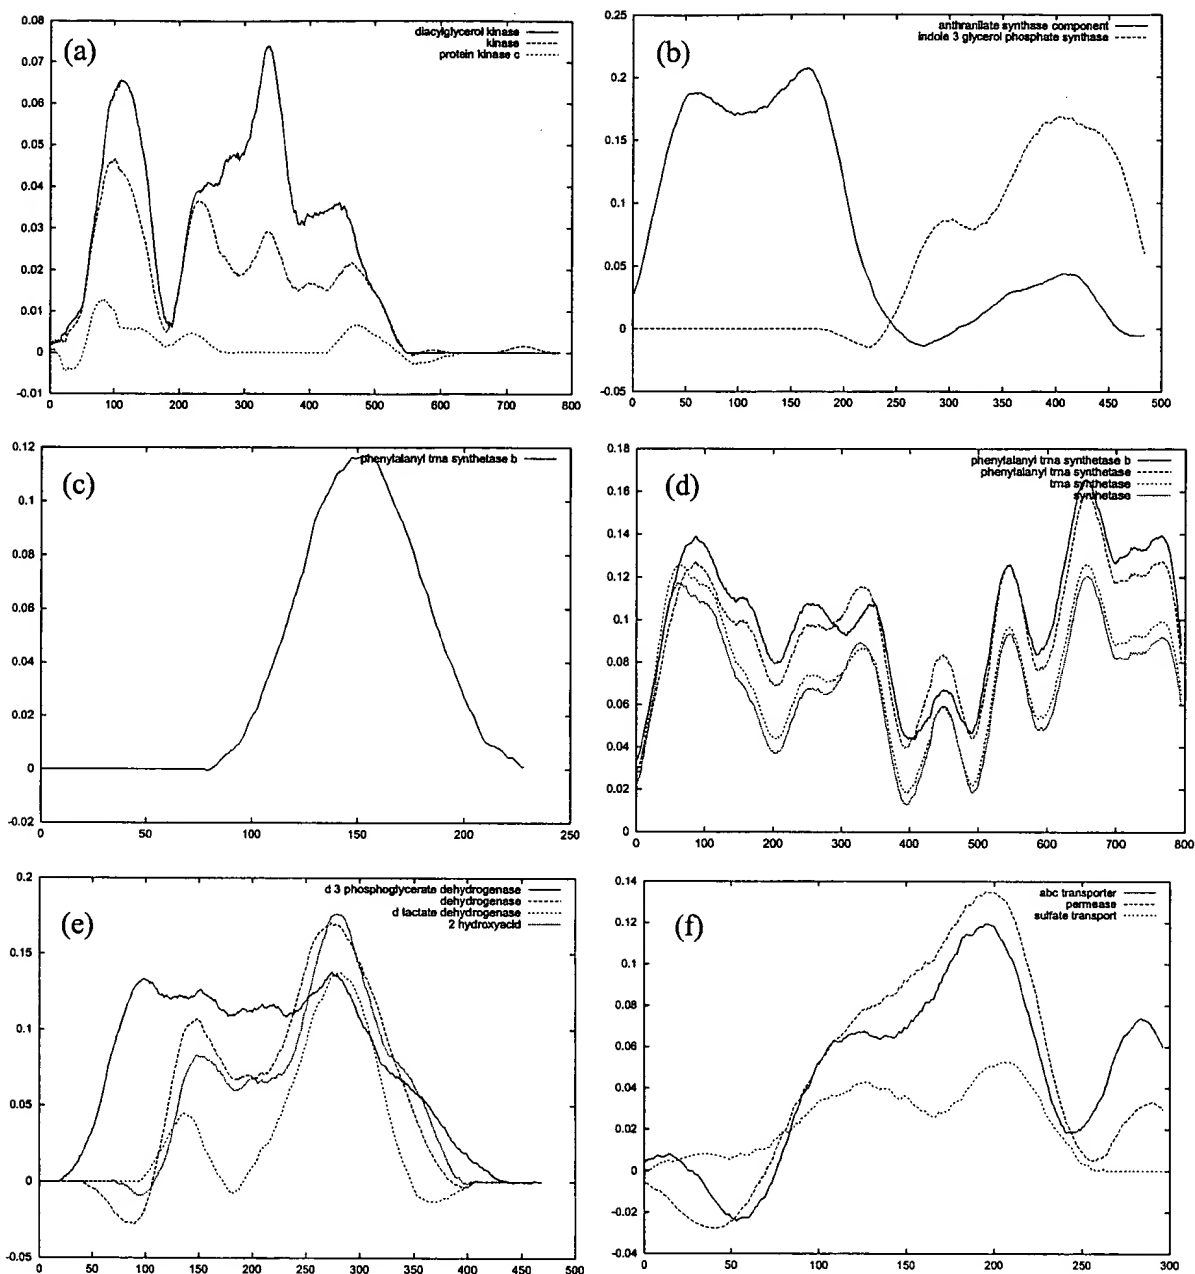 (a)
diacylglycerol kinase
kinase
protein kinase c
0.08
0.07
0.06
0.05
0.04
0.03
0.02
0.01
0
-0.01
0 100 200 300 400 500 600 700 800
(b)
anthranilate synthase component
indole 3 glycerol phosphate synthase
0.25
0.2
0.15
0.1
0.05
0
-0.05
0 50 100 150 200 250 300 350 400 450 500
(c)
phenylalanyl trna synthetase b
0.12
0.1
0.08
0.06
0.04
0.02
0
-0.02
0 50 100 150 200 250
(d)
phenylalanyl trna synthetase b
phenylalanyl trna synthetase
trna synthetase
synthetase
0.18
0.16
0.14
0.12
0.1
0.08
0.06
0.04
0.02
0
0 100 200 300 400 500 600 700 800
(e)
d 3 phosphoglycerate dehydrogenase
dehydrogenase
d lactate dehydrogenase
2 hydroxyacid
0.2
0.15
0.1
0.05
0
-0.05
0 50 100 150 200 250 300 350 400 450 500
(f)
abc transporter
permease
sulfate transport
0.14
0.12
0.1
0.08
0.06
0.04
0.02
0
-0.02
-0.04
0 50 100 150 200 250 300